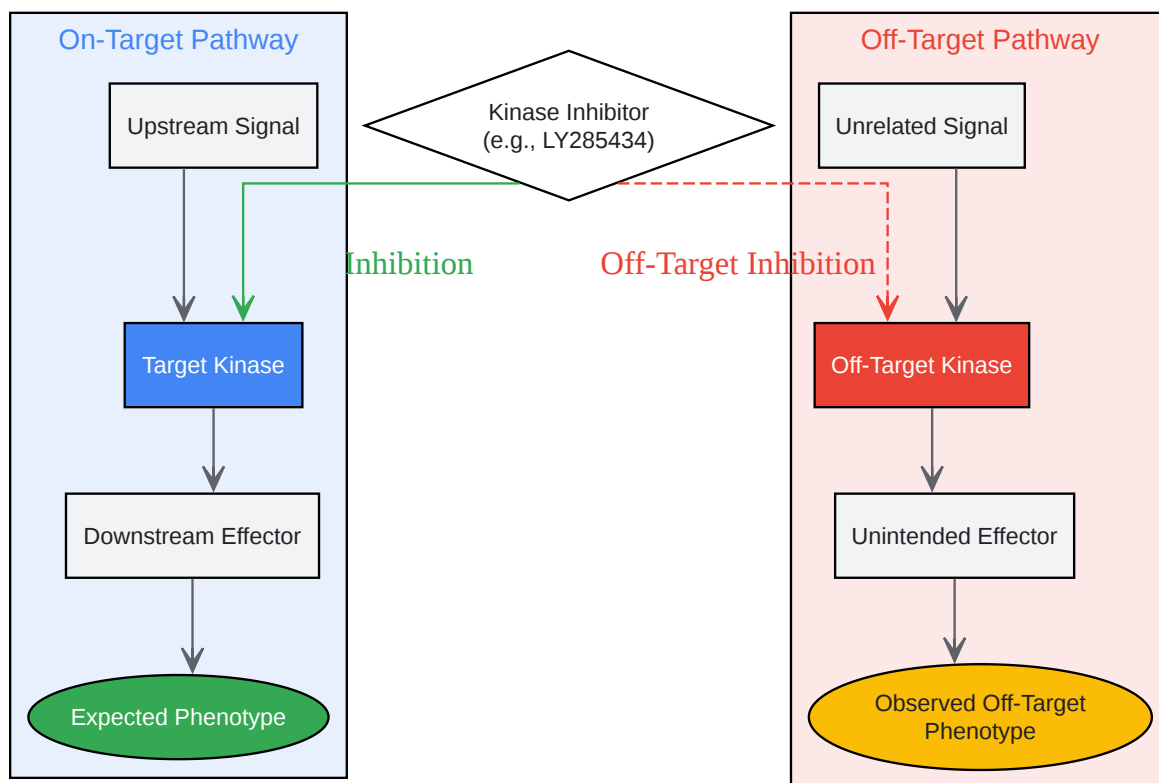 On-Target Pathway
Off-Target Pathway
Upstream Signal
Kinase Inhibitor
(e.g., LY285434)
Unrelated Signal
Inhibition
Off-Target Inhibition
Target Kinase
Off-Target Kinase
Downstream Effector
Unintended Effector
Expected Phenotype
Observed Off-Target
Phenotype